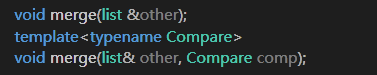 void merge(list &other);
template<typename Compare>
void merge(list& other, Compare comp);